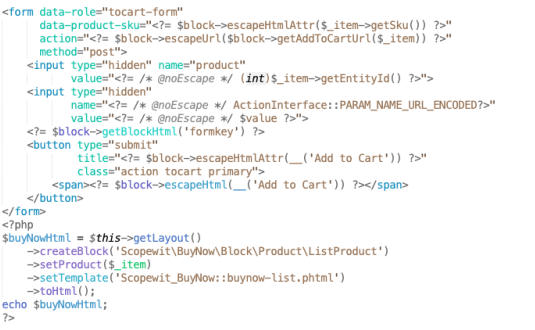 <form data-role="tocart-form"
data-product-sku="<?= $block->escapeHtmlAttr($_item->getSku()) ?>"
action="<?= $block->escapeUrl($block->getAddToCartUrl($_item)) ?>"
method="post">
<input type="hidden" name="product"
value="<?= /* @noEscape */ (int)$_item->getEntityId() ?>">
<input type="hidden"
name="<?= /* @noEscape */ ActionInterface::PARAM_NAME_URL_ENCODED?>"
value="<?= /* @noEscape */ $value ?>">
<?= $block->getBlockHtml('formkey') ?>
<button type="submit"
title="<?= $block->escapeHtmlAttr(__('Add to Cart')) ?>"
class="action tocart primary">
<span><?= $block->escapeHtml(__('Add to Cart')) ?></span>
</button>
</form>
<?php
$buyNowHtml = $this->getLayout()
->createBlock('Scopewit\BuyNow\Block\Product\ListProduct')
->setProduct($_item)
->setTemplate('Scopewit_BuyNow::buynow-list.phtml')
->toHtml();
echo $buyNowHtml;
?>